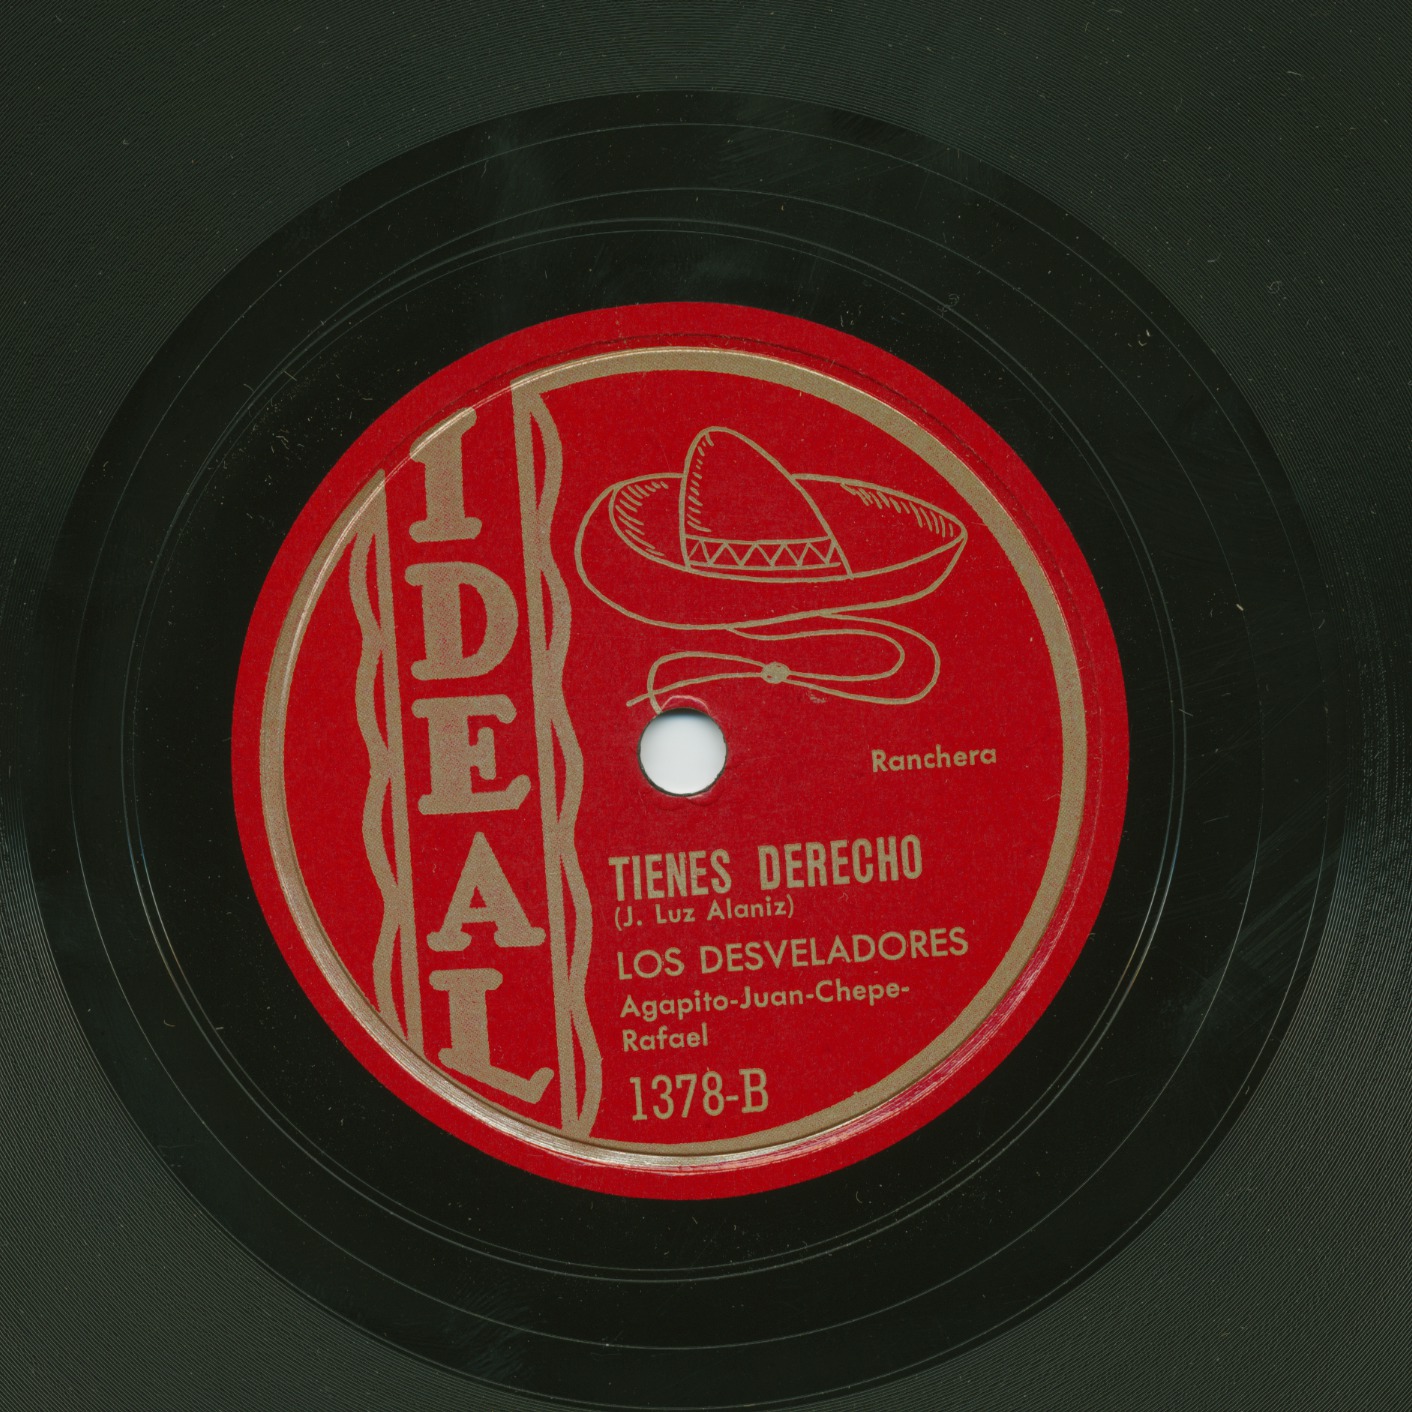 IDEAL
Ranchera
TIENES DERECHO
(J. Luz Alaniz)
LOS DESVELADORES
Agapito-Juan-Chepe-
Rafael
1378-B